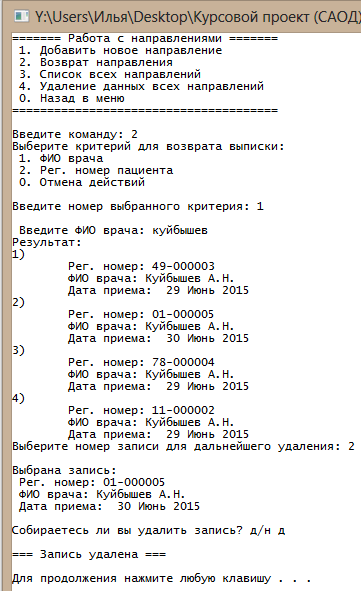 Y:\Users\Илья\Desktop\Курсовой проект (САОД)
======= Работа с направлениями =======
1. Добавить новое направление
2. Возврат направления
3. Список всех направлений
4. Удаление данных всех направлений
0. Назад в меню
======================================
Введите команду: 2
Выберите критерий для возврата выписки:
1. ФИО врача
2. Рег. номер пациента
0. Отмена действий
Введите номер выбранного критерия: 1
Введите ФИО врача: куйбышев
Результат:
1)
Рег. номер: 49-000003
ФИО врача: Куйбышев А.Н.
Дата приема:  29 Июнь 2015
2)
Рег. номер: 01-000005
ФИО врача: Куйбышев А.Н.
Дата приема:  30 Июнь 2015
3)
Рег. номер: 78-000004
ФИО врача: Куйбышев А.Н.
Дата приема:  29 Июнь 2015
4)
Рег. номер: 11-000002
ФИО врача: Куйбышев А.Н.
Дата приема:  29 Июнь 2015
Выберите номер записи для дальнейшего удаления: 2
Выбрана запись:
Рег. номер: 01-000005
ФИО врача: Куйбышев А.Н.
Дата приема:  30 Июнь 2015
Собираетесь ли вы удалить запись? д/н д
=== Запись удалена ===
Для продолжения нажмите любую клавишу . . .